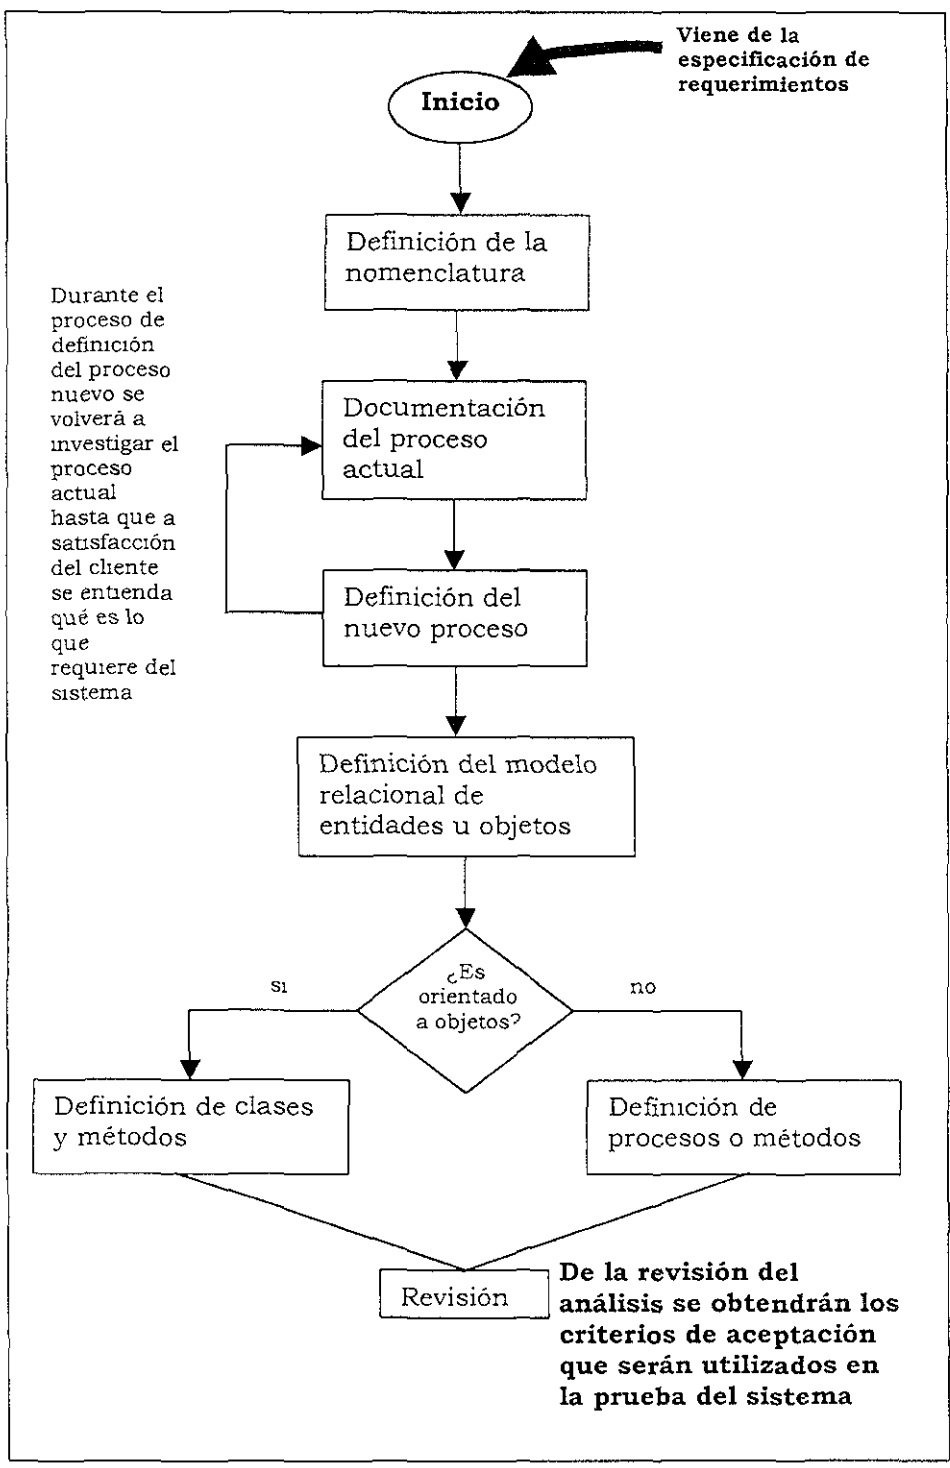 Viene de la
especificación de
requerimientos
Inicio
Definición de la
nomenclatura
Durante el
proceso de
definición
del proceso
nuevo se
volverá a
investigar el
proceso
actual
hasta que a
satisfacción
del cliente
se entienda
qué es lo
que
requiere del
sistema
Documentación
del proceso
actual
Definición del
nuevo proceso
Definición del modelo
relacional de
entidades u objetos
¿Es
orientado
a objetos?
si
no
Definición de clases
y métodos
Definición de
procesos o métodos
Revisión
De la revisión del
análisis se obtendrán los
criterios de aceptación
que serán utilizados en
la prueba del sistema